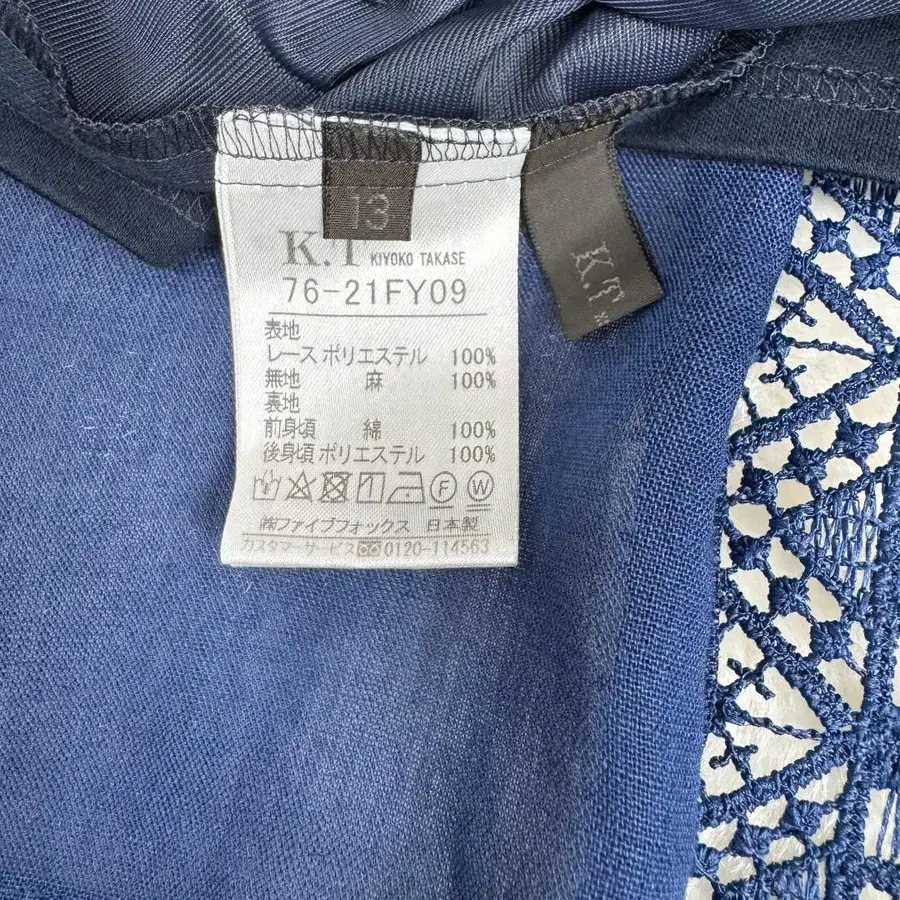 13
K.T KIYOKO TAKASE
76-21FY09
表地
レース ポリエステル 100%
無地 麻 100%
裏地
前身頃 綿 100%
後身頃 ポリエステル 100%
F W
㈱ファイブフォックス 日本製
カスタマーサービス 0120-114563
K.T